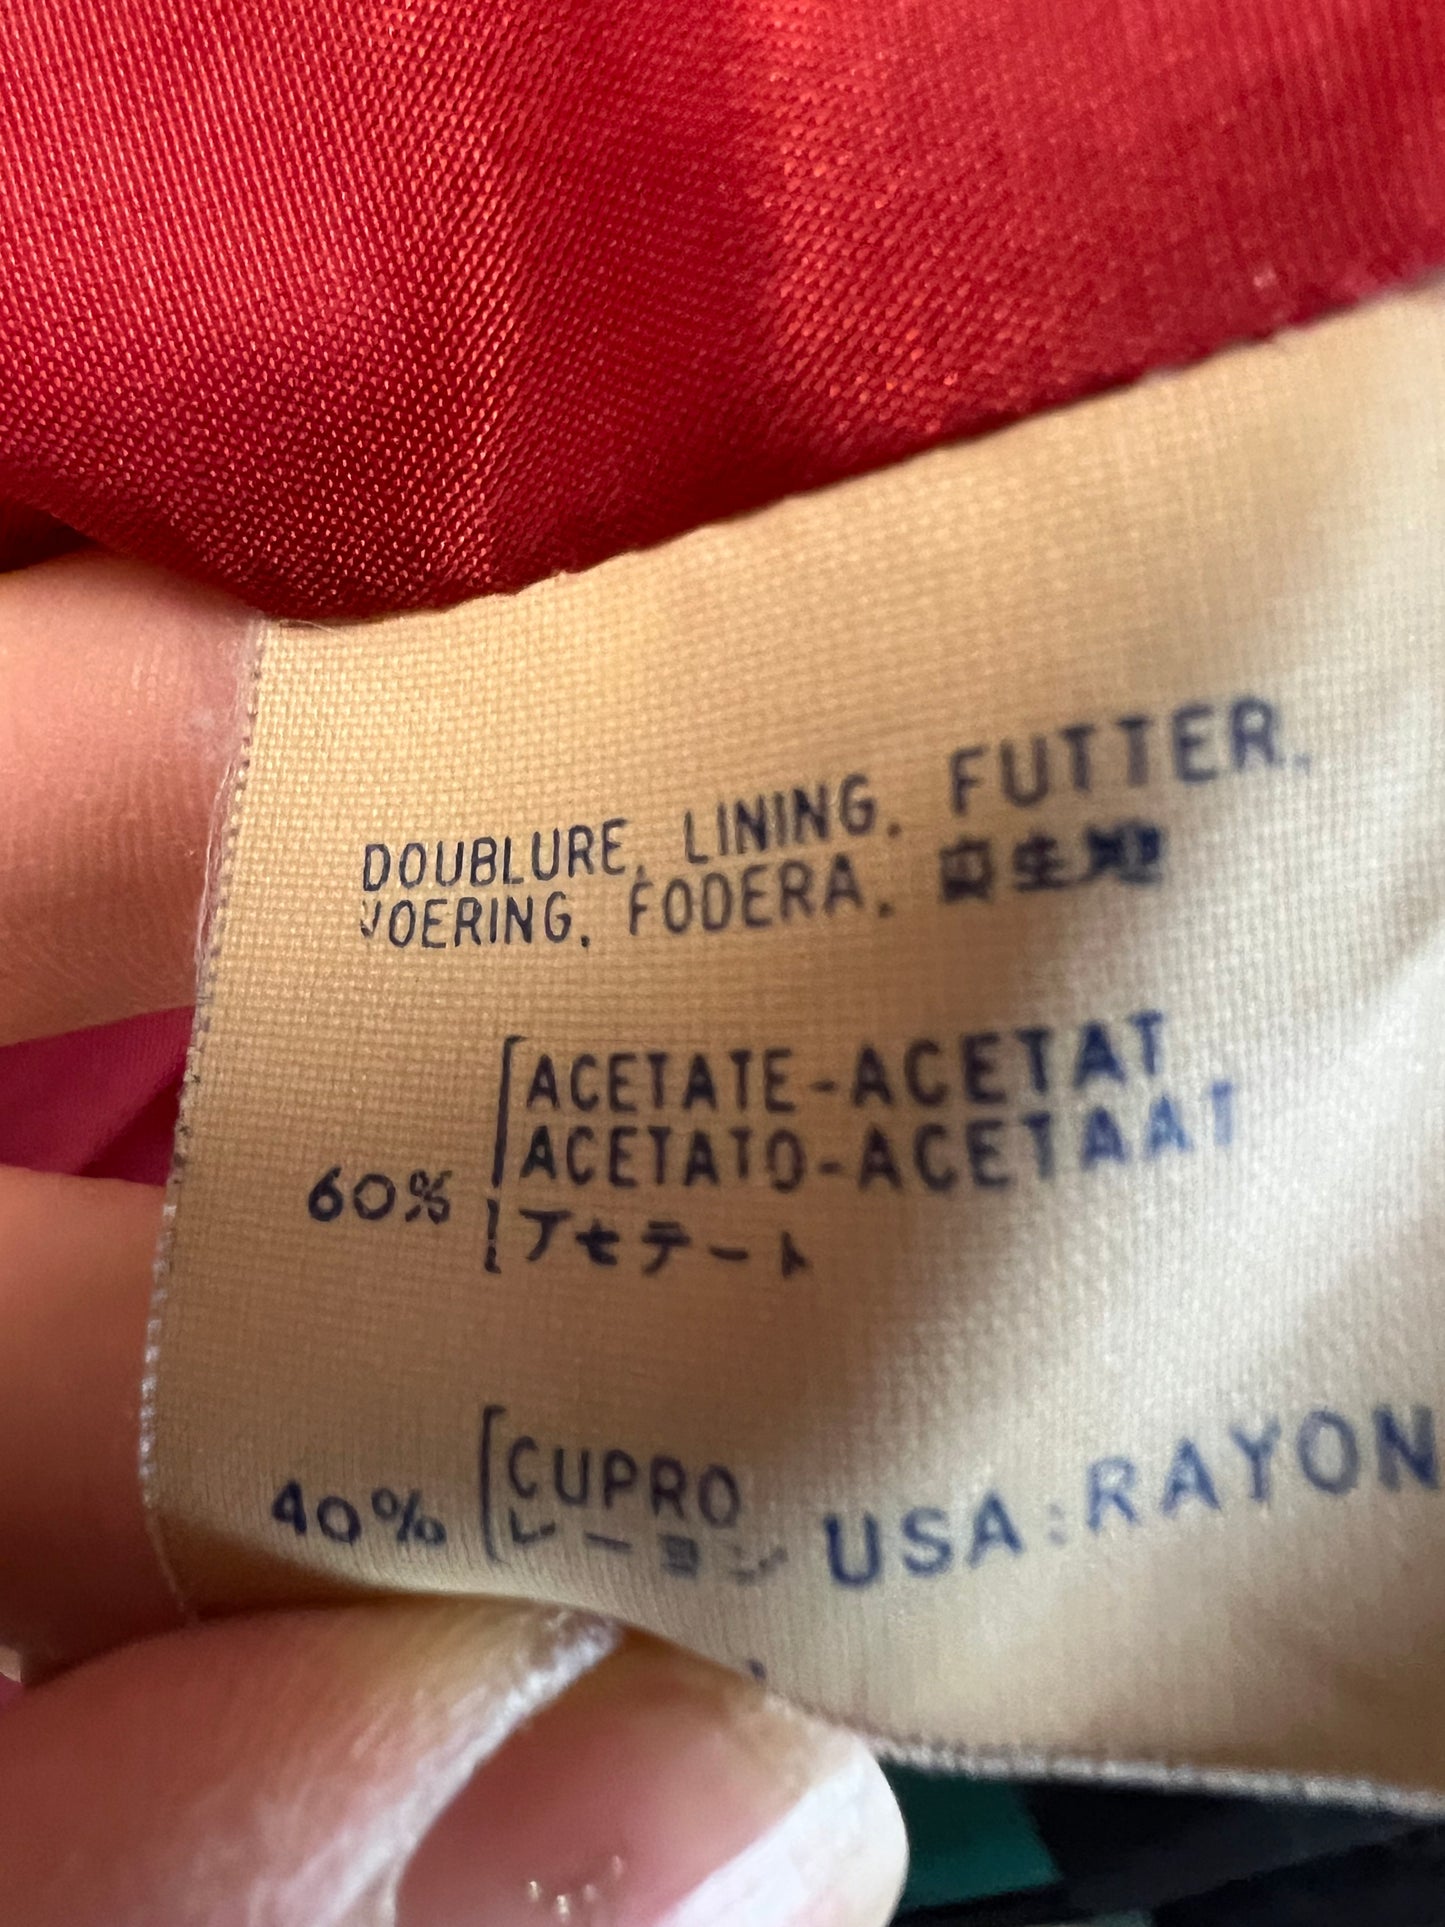 DOUBLURE, LINING, FUTTER,
VOERING, FODERA, 裏生地
60% ACETATE-ACETAT
ACETATO-ACETAAT
アセテート
40% CUPRO
レーヨン USA:RAYON